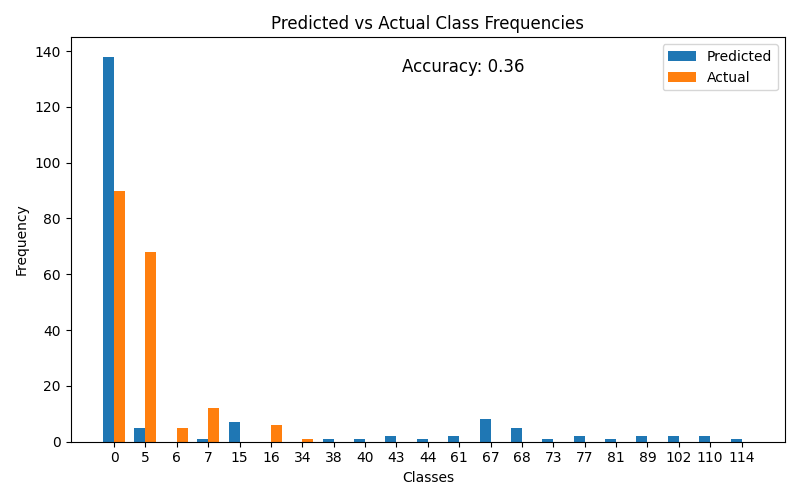 Predicted vs Actual Class Frequencies
Accuracy: 0.36
Predicted
Actual
140
120
100
80
60
40
20
0
Frequency
0 5 6 7 15 16 34 38 40 43 44 61 67 68 73 77 81 89 102 110 114
Classes